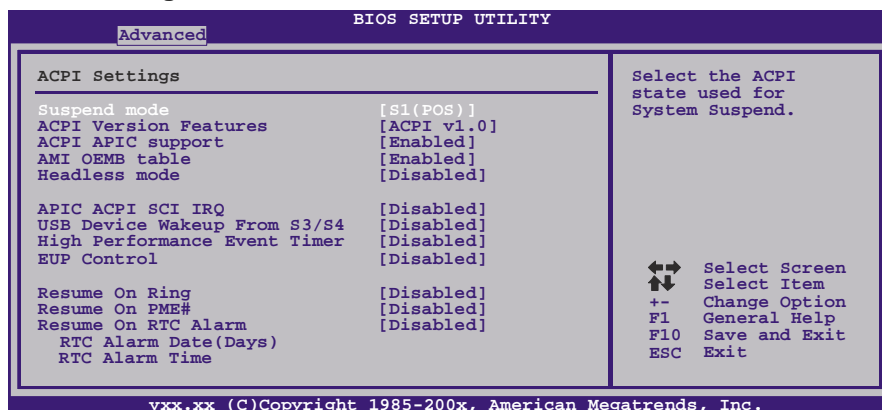 BIOS SETUP UTILITY
Advanced
ACPI Settings
Suspend mode [S1(POS)]
ACPI Version Features [ACPI v1.0]
ACPI APIC support [Enabled]
AMI OEMB table [Enabled]
Headless mode [Disabled]
APIC ACPI SCI IRQ [Disabled]
USB Device Wakeup From S3/S4 [Disabled]
High Performance Event Timer [Disabled]
EUP Control [Disabled]
Resume On Ring [Disabled]
Resume On PME# [Disabled]
Resume On RTC Alarm [Disabled]
RTC Alarm Date(Days)
RTC Alarm Time
Select the ACPI
state used for
System Suspend.
Select Screen
Select Item
+- Change Option
F1 General Help
F10 Save and Exit
ESC Exit
vxx.xx (C)Copyright 1985-200x, American Megatrends, Inc.